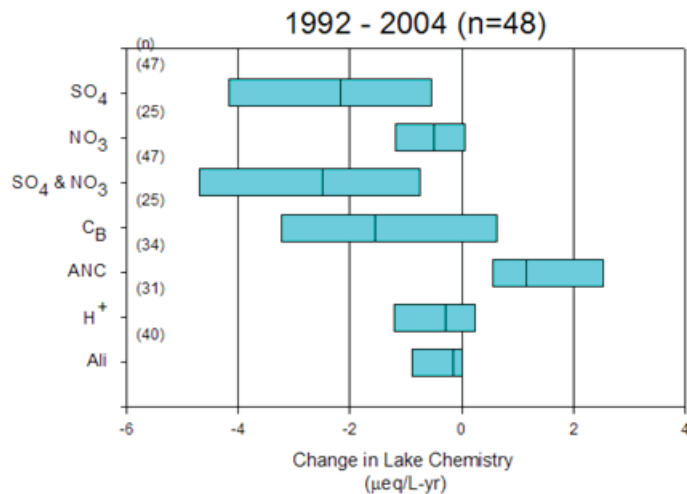 1992 - 2004 (n=48)
(n)
(47)
SO4
(25)
NO3
(47)
SO4 & NO3
(25)
CB
(34)
ANC
(31)
H+
(40)
Ali
-6 -4 -2 0 2 4
Change in Lake Chemistry
(μeq/L-yr)